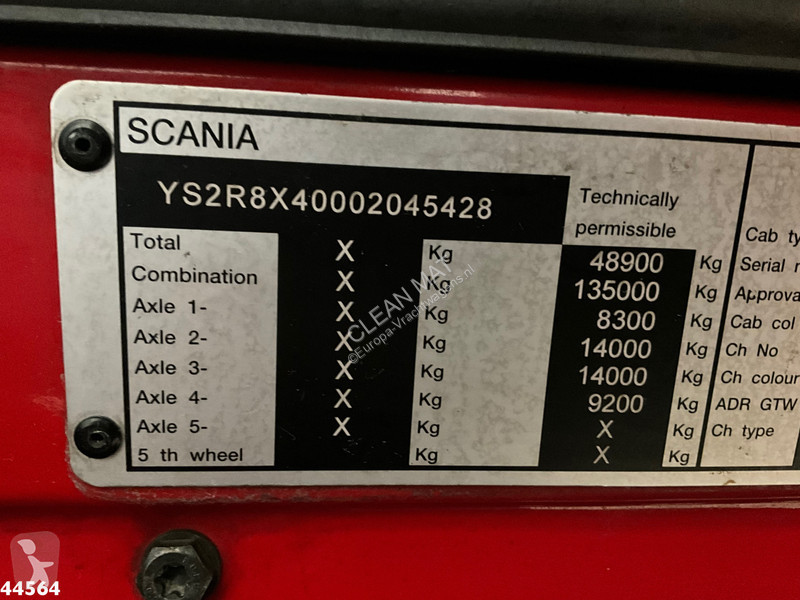 SCANIA
YS2R8X40002045428
Technically
permissible
Total X Kg 48900 Kg
Combination X Kg 135000 Kg
Axle 1- X Kg 8300 Kg
Axle 2- X Kg 14000 Kg
Axle 3- X Kg 14000 Kg
Axle 4- X Kg 9200 Kg
Axle 5- X Kg X Kg
5 th wheel Kg X Kg
Cab ty
Serial
Approva
Cab col
Ch No
Ch colour
ADR GTW
Ch type
CLEAN MAT
©Europa-Vrachtwagens.nl
44564